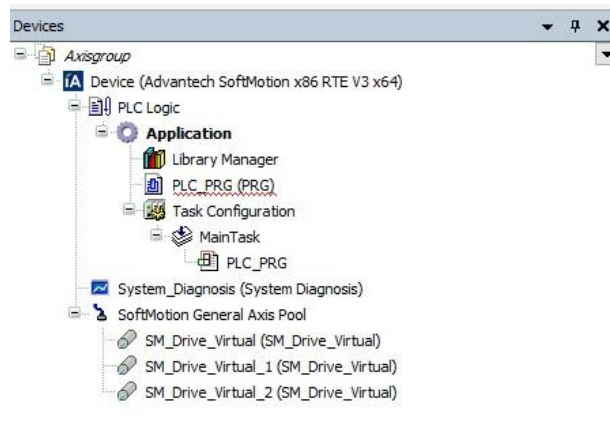 Devices
Axisgroup
Device (Advantech SoftMotion x86 RTE V3 x64)
PLC Logic
Application
Library Manager
PLC_PRG (PRG)
Task Configuration
MainTask
PLC_PRG
System_Diagnosis (System Diagnosis)
SoftMotion General Axis Pool
SM_Drive_Virtual (SM_Drive_Virtual)
SM_Drive_Virtual_1 (SM_Drive_Virtual)
SM_Drive_Virtual_2 (SM_Drive_Virtual)